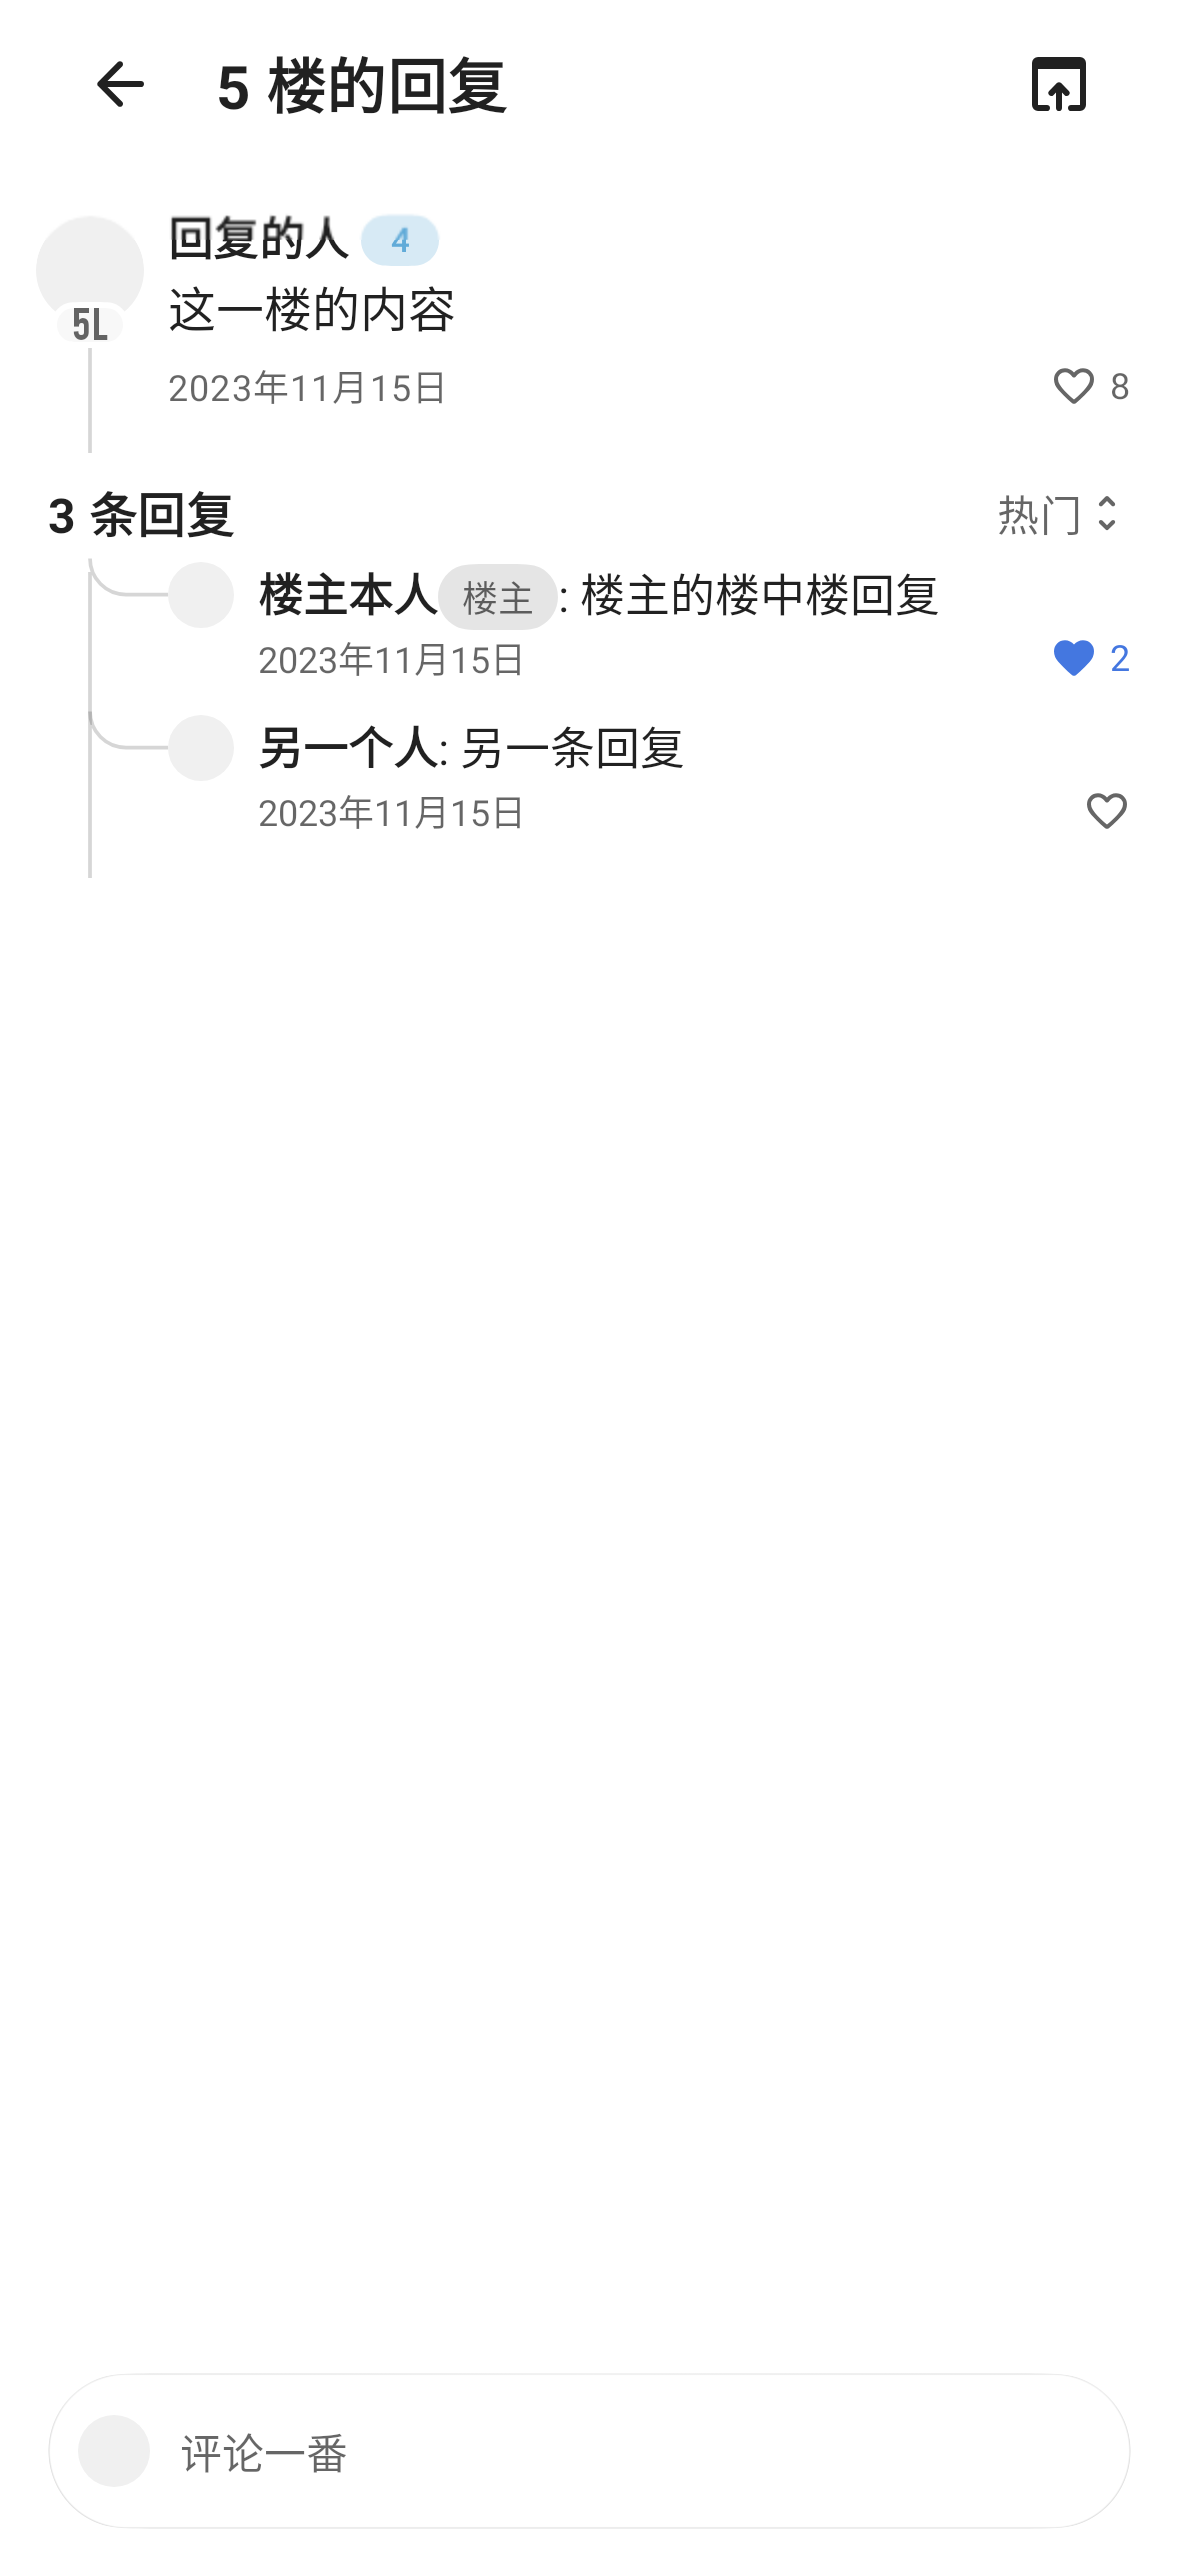 5 楼的回复
回复的人 4
5L
这一楼的内容
2023年11月15日 8
3 条回复 热门
楼主本人 楼主 : 楼主的楼中楼回复
2023年11月15日 2
另一个人: 另一条回复
2023年11月15日
评论一番